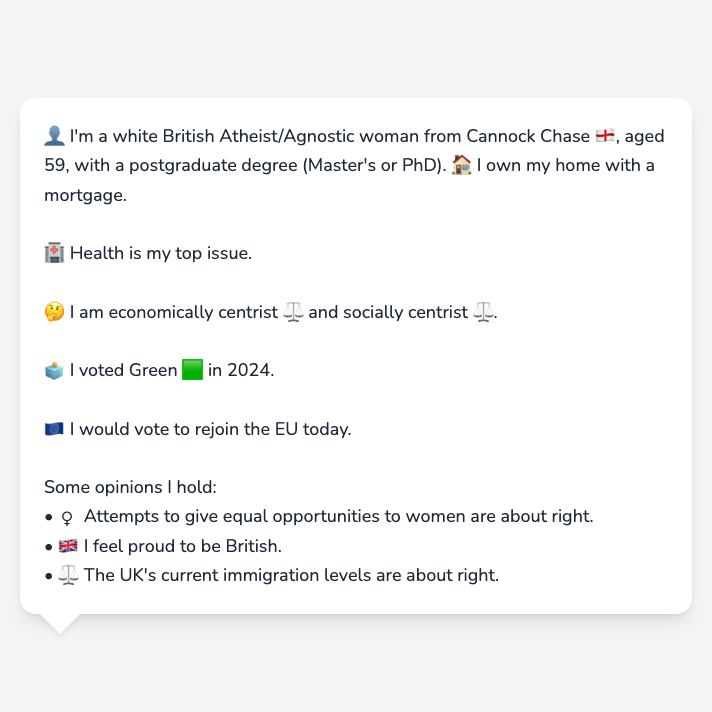 👤 I'm a white British Atheist/Agnostic woman from Cannock Chase 🏴󠁧󠁢󠁥󠁮󠁧󠁿, aged
59, with a postgraduate degree (Master's or PhD). 🏠 I own my home with a
mortgage.
🏥 Health is my top issue.
🤔 I am economically centrist ⚖️ and socially centrist ⚖️.
🗳️ I voted Green 🟩 in 2024.
🇪🇺 I would vote to rejoin the EU today.
Some opinions I hold:
• ♀️ Attempts to give equal opportunities to women are about right.
• 🇬🇧 I feel proud to be British.
• ⚖️ The UK's current immigration levels are about right.